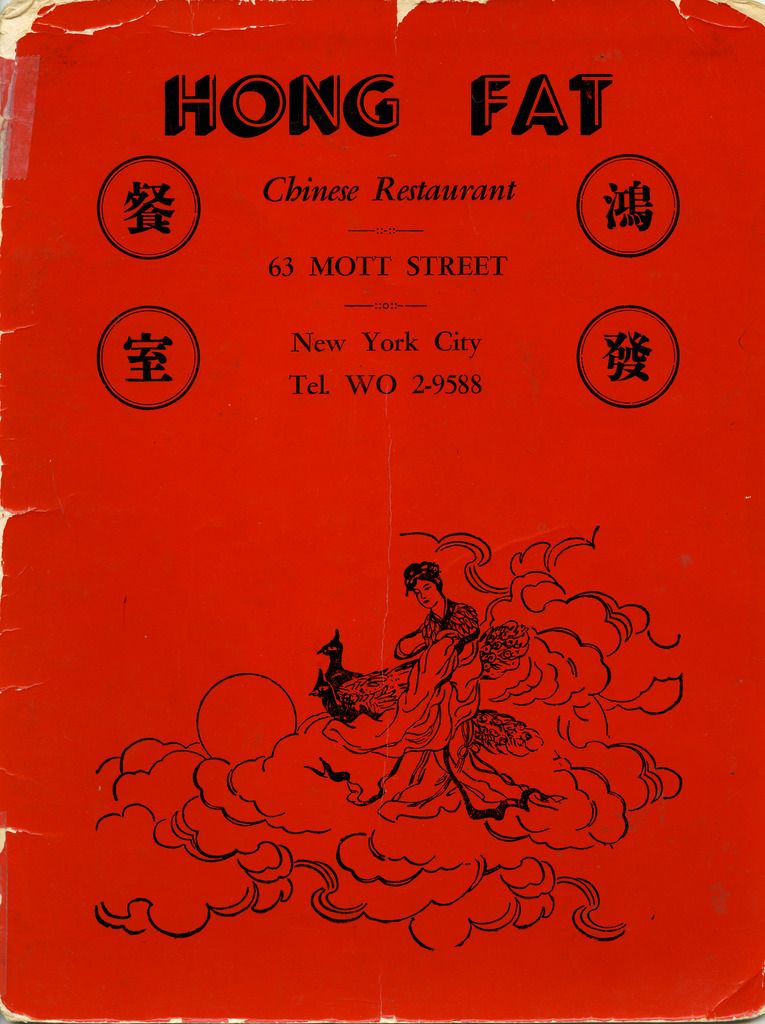 HONG FAT
鴻發
餐室
Chinese Restaurant
63 MOTT STREET
New York City
Tel. WO 2-9588